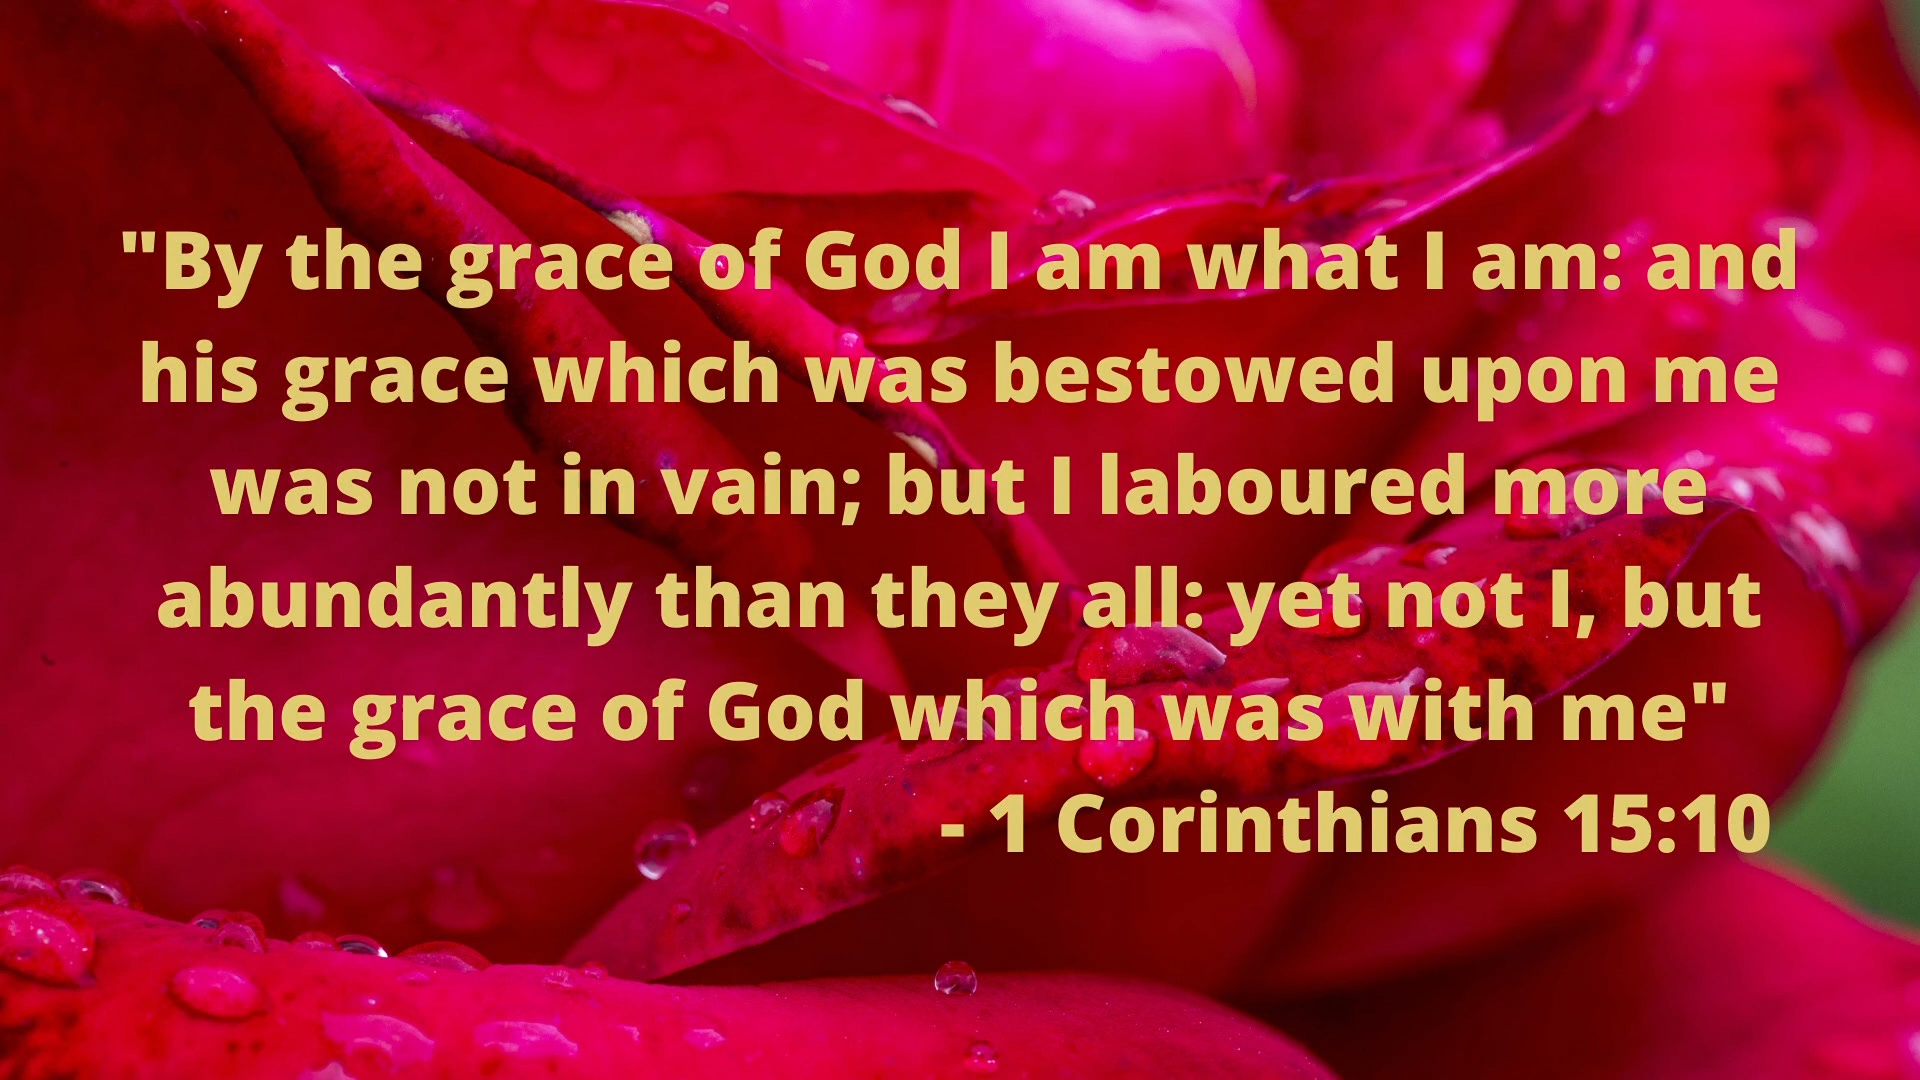 "By the grace of God I am what I am: and
his grace which was bestowed upon me
was not in vain; but I laboured more
abundantly than they all: yet not I, but
the grace of God which was with me"
- 1 Corinthians 15:10